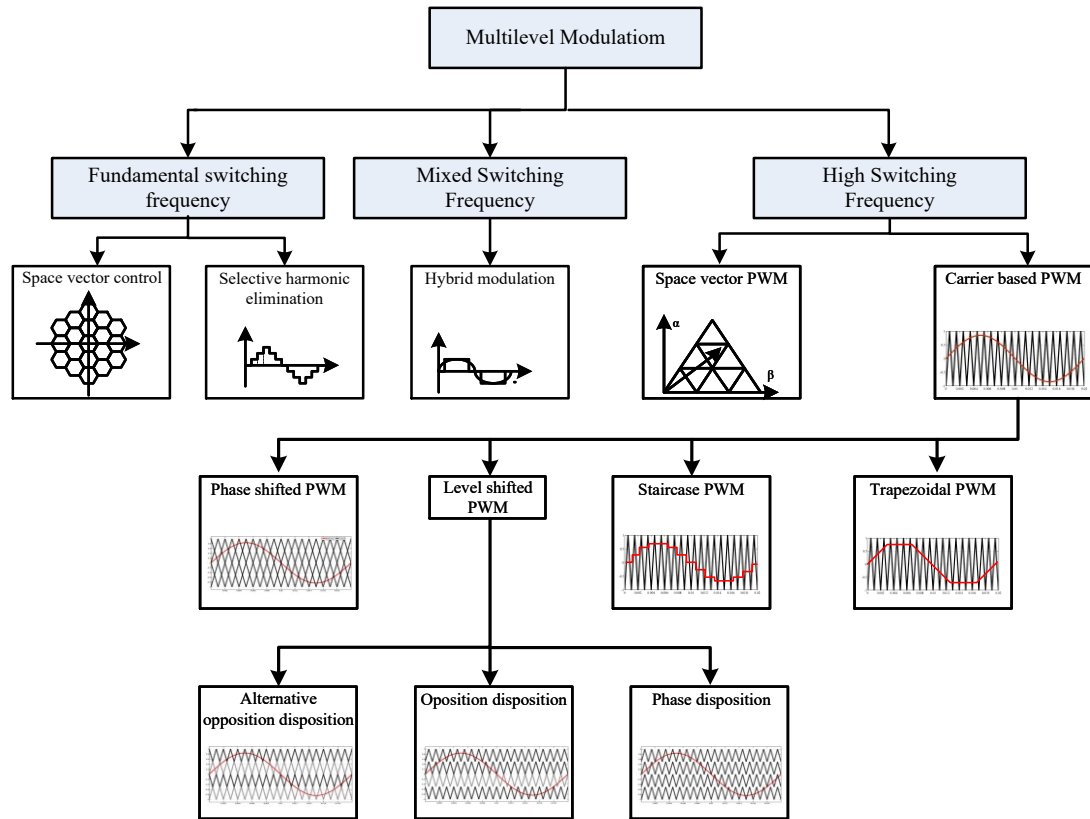 Multilevel Modulatiom
Fundamental switching
frequency
Mixed Switching
Frequency
High Switching
Frequency
Space vector control
Selective harmonic
elimination
Hybrid modulation
Space vector PWM
α
β
Carrier based PWM
Phase shifted PWM
Level shifted
PWM
Staircase PWM
Trapezoidal PWM
Alternative
opposition disposition
Oposition disposition
Phase disposition